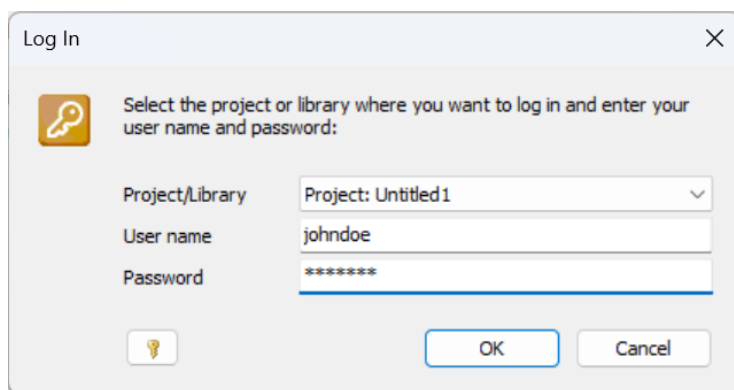 Log In
Select the project or library where you want to log in and enter your
user name and password:
Project/Library Project: Untitled1
User name johndoe
Password *******
OK Cancel